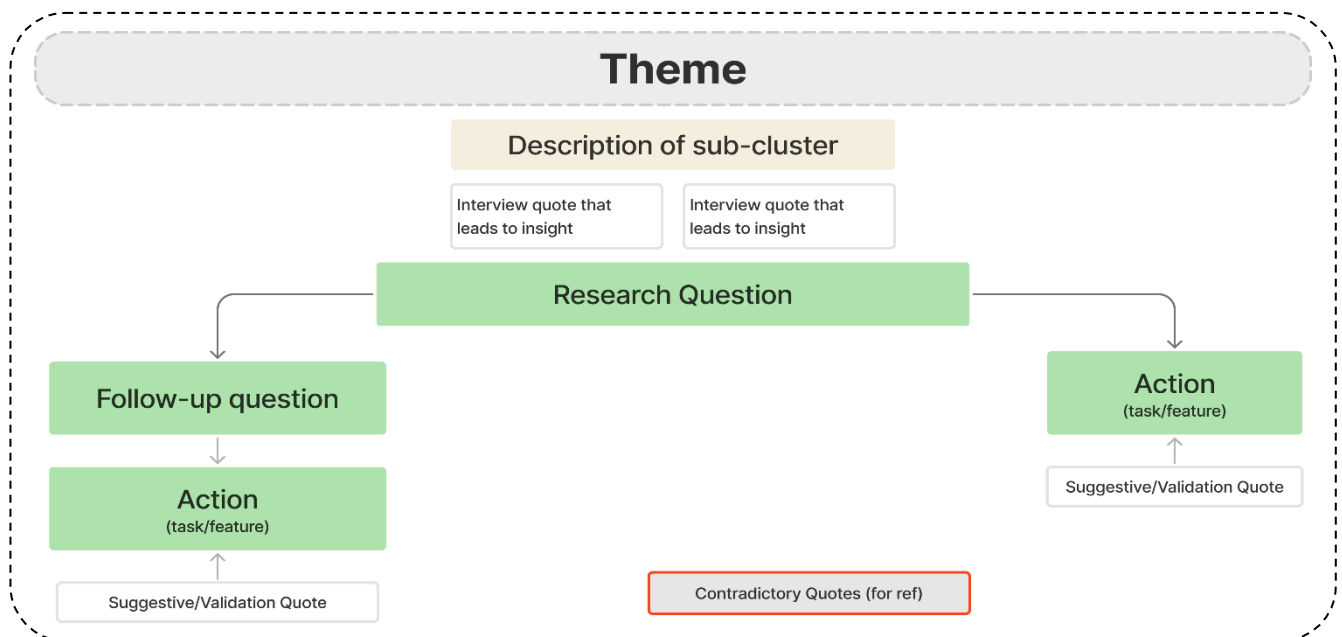 Theme
Description of sub-cluster
Interview quote that
leads to insight
Interview quote that
leads to insight
Research Question
Follow-up question
Action
(task/feature)
Suggestive/Validation Quote
Action
(task/feature)
Suggestive/Validation Quote
Contradictory Quotes (for ref)